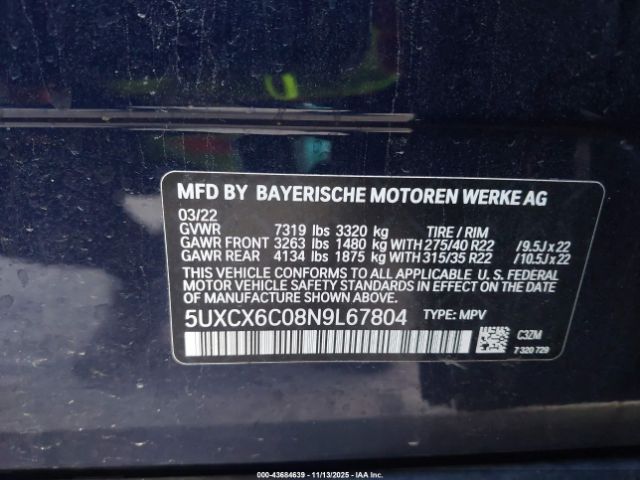 MFD BY BAYERISCHE MOTOREN WERKE AG
03/22
GVWR 7319 lbs 3320 kg TIRE / RIM
GAWR FRONT 3263 lbs 1480 kg WITH 275/40 R22 /9.5J x 22
GAWR REAR 4134 lbs 1875 kg WITH 315/35 R22 /10.5J x 22
THIS VEHICLE CONFORMS TO ALL APPLICABLE U. S. FEDERAL
MOTOR VEHICLE SAFETY STANDARDS IN EFFECT ON THE
DATE OF MANUFACTURE SHOWN ABOVE.
5UXCX6C08N9L67804 TYPE: MPV
C3ZM
7 320 729
000-43684639 - 11/13/2025 - IAAI.COM